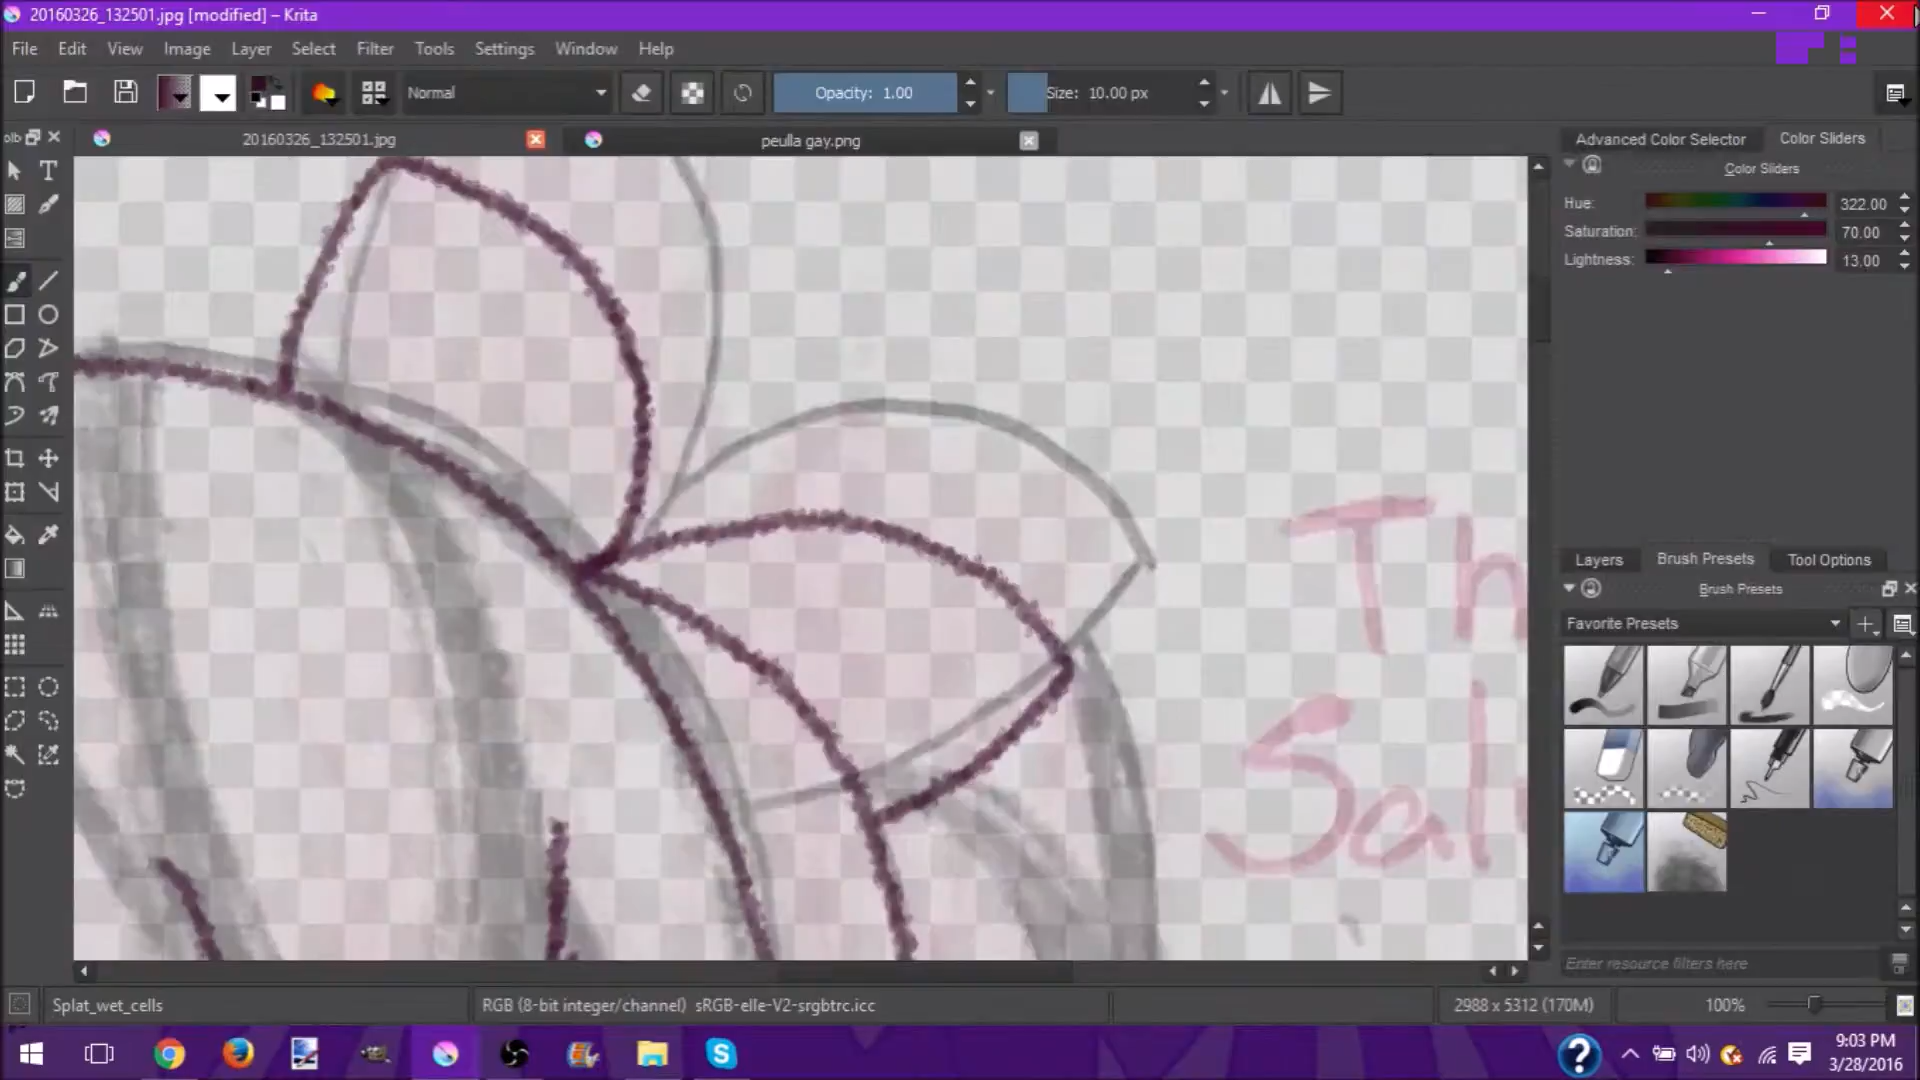 20160326_132501.jpg [modified] – Krita
File Edit View Image Layer Select Filter Tools Settings Window Help
Normal Opacity: 1.00 Size: 10.00 px
20160326_132501.jpg peulla gay.png
Advanced Color Selector Color Sliders
Color Sliders
Hue: 322.00
Saturation: 70.00
Lightness: 13.00
Th
Sal
Layers Brush Presets Tool Options
Brush Presets
Favorite Presets
Enter resource filters here
Splat_wet_cells RGB (8-bit integer/channel) sRGB-elle-V2-srgbtrc.icc 2988 x 5312 (170M) 100%
9:03 PM
3/28/2016